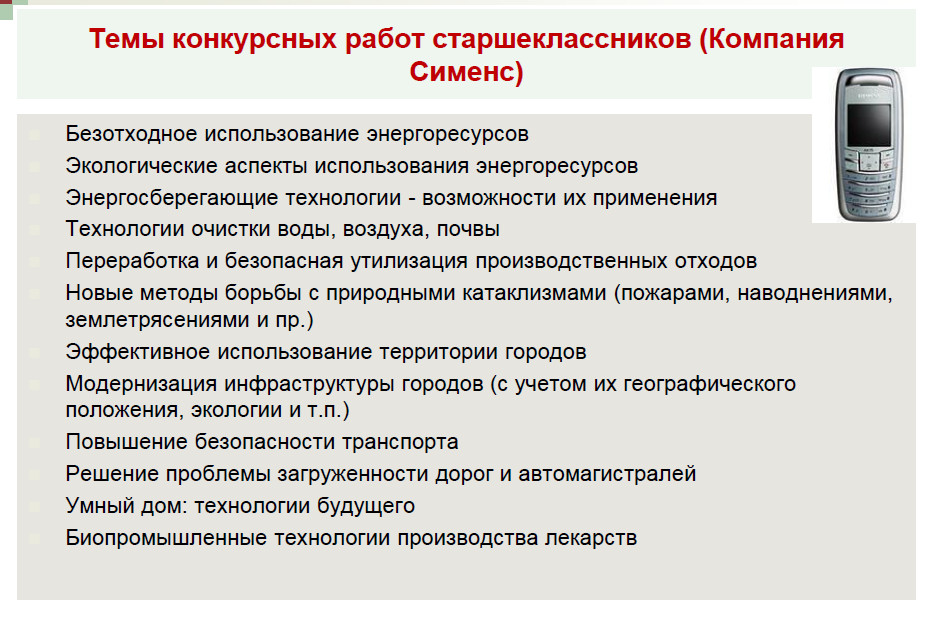 Темы конкурсных работ старшеклассников (Компания
Сименс)
Безотходное использование энергоресурсов
Экологические аспекты использования энергоресурсов
Энергосберегающие технологии - возможности их применения
Технологии очистки воды, воздуха, почвы
Переработка и безопасная утилизация производственных отходов
Новые методы борьбы с природными катаклизмами (пожарами, наводнениями,
землетрясениями и пр.)
Эффективное использование территории городов
Модернизация инфраструктуры городов (с учетом их географического
положения, экологии и т.п.)
Повышение безопасности транспорта
Решение проблемы загруженности дорог и автомагистралей
Умный дом: технологии будущего
Биопромышленные технологии производства лекарств